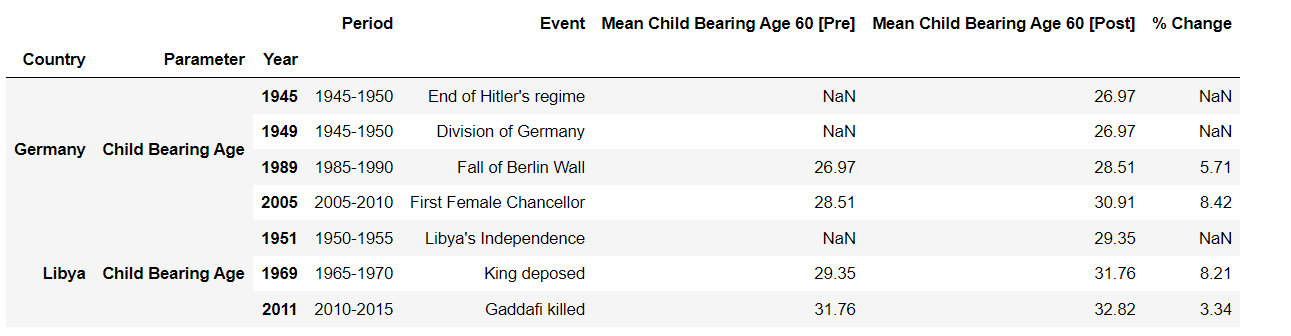 Period Event Mean Child Bearing Age 60 [Pre] Mean Child Bearing Age 60 [Post] % Change
Country Parameter Year
1945 1945-1950 End of Hitler's regime NaN 26.97 NaN
1949 1945-1950 Division of Germany NaN 26.97 NaN
Germany Child Bearing Age
1989 1985-1990 Fall of Berlin Wall 26.97 28.51 5.71
2005 2005-2010 First Female Chancellor 28.51 30.91 8.42
1951 1950-1955 Libya's Independence NaN 29.35 NaN
Libya Child Bearing Age 1969 1965-1970 King deposed 29.35 31.76 8.21
2011 2010-2015 Gaddafi killed 31.76 32.82 3.34